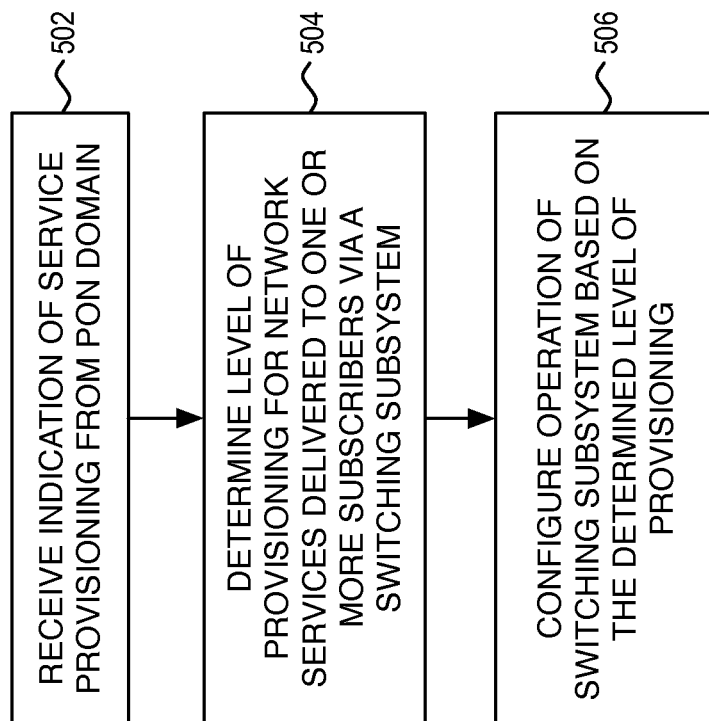 RECEIVE INDICATION OF SERVICE
PROVISIONING FROM PON DOMAIN
502
DETERMINE LEVEL OF
PROVISIONING FOR NETWORK
SERVICES DELIVERED TO ONE OR
MORE SUBSCRIBERS VIA A
SWITCHING SUBSYSTEM
504
CONFIGURE OPERATION OF
SWITCHING SUBSYSTEM BASED ON
THE DETERMINED LEVEL OF
PROVISIONING
506